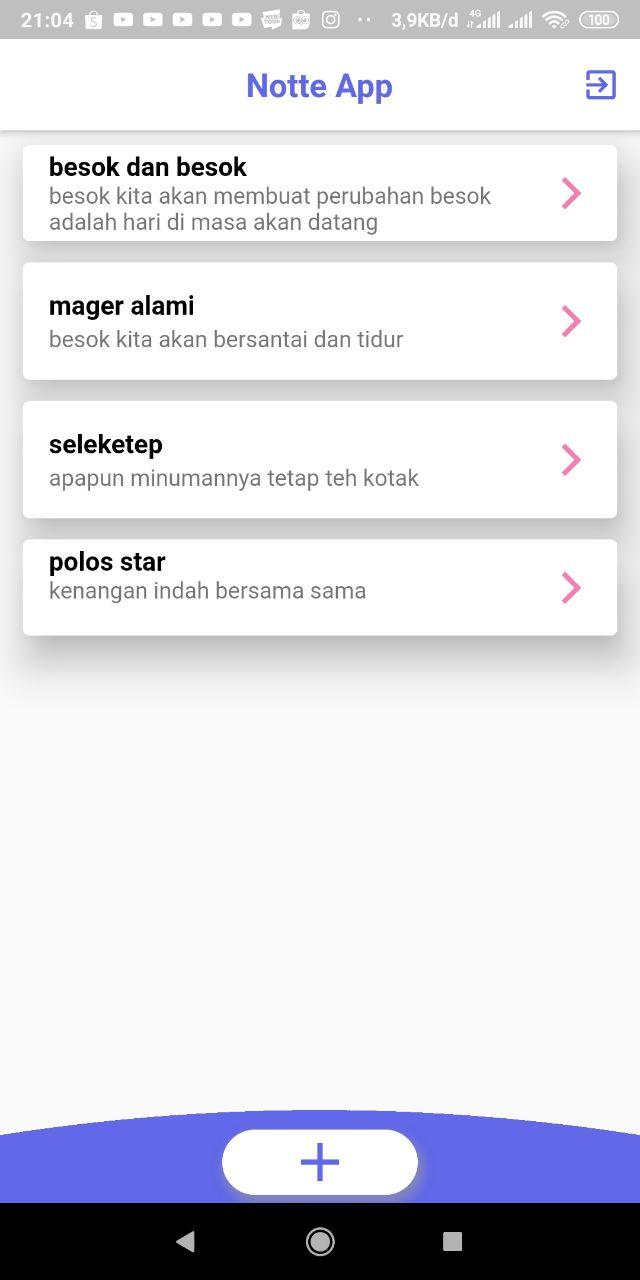 21:04 3,9KB/d 4G 100
Notte App
besok dan besok
besok kita akan membuat perubahan besok
adalah hari di masa akan datang
mager alami
besok kita akan bersantai dan tidur
seleketep
apapun minumannya tetap teh kotak
polos star
kenangan indah bersama sama